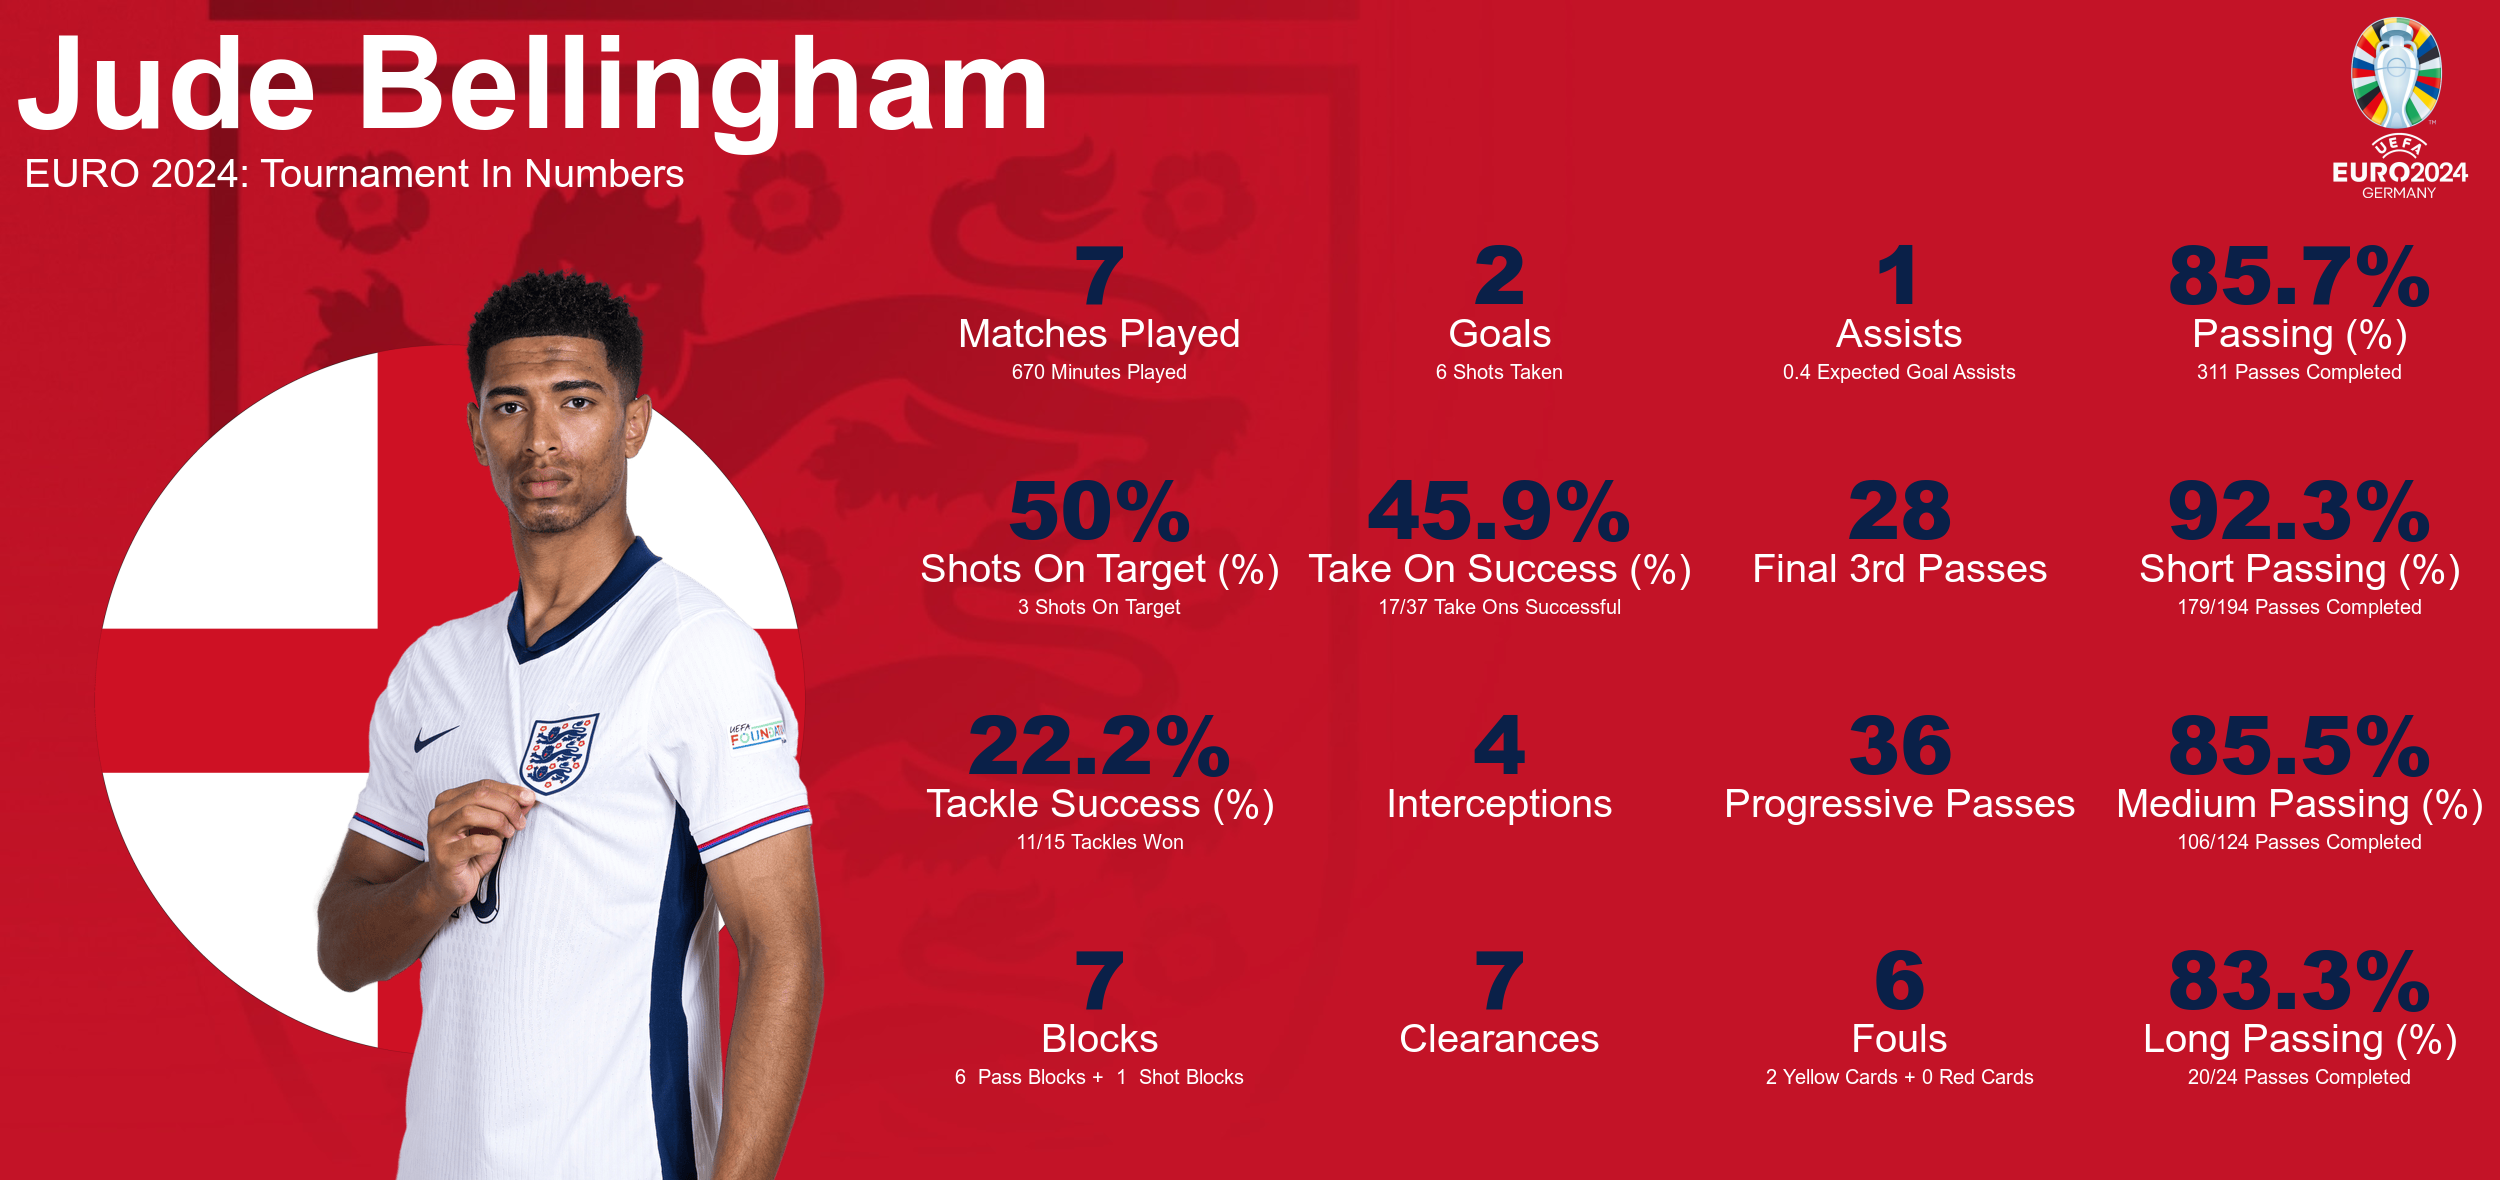 Jude Bellingham
EURO 2024: Tournament In Numbers
UEFA
EURO2024
GERMANY
7
Matches Played
670 Minutes Played
2
Goals
6 Shots Taken
1
Assists
0.4 Expected Goal Assists
85.7%
Passing (%)
311 Passes Completed
50%
Shots On Target (%)
3 Shots On Target
45.9%
Take On Success (%)
17/37 Take Ons Successful
28
Final 3rd Passes
92.3%
Short Passing (%)
179/194 Passes Completed
22.2%
Tackle Success (%)
11/15 Tackles Won
4
Interceptions
36
Progressive Passes
85.5%
Medium Passing (%)
106/124 Passes Completed
7
Blocks
6 Pass Blocks + 1 Shot Blocks
7
Clearances
6
Fouls
2 Yellow Cards + 0 Red Cards
83.3%
Long Passing (%)
20/24 Passes Completed
UEFA